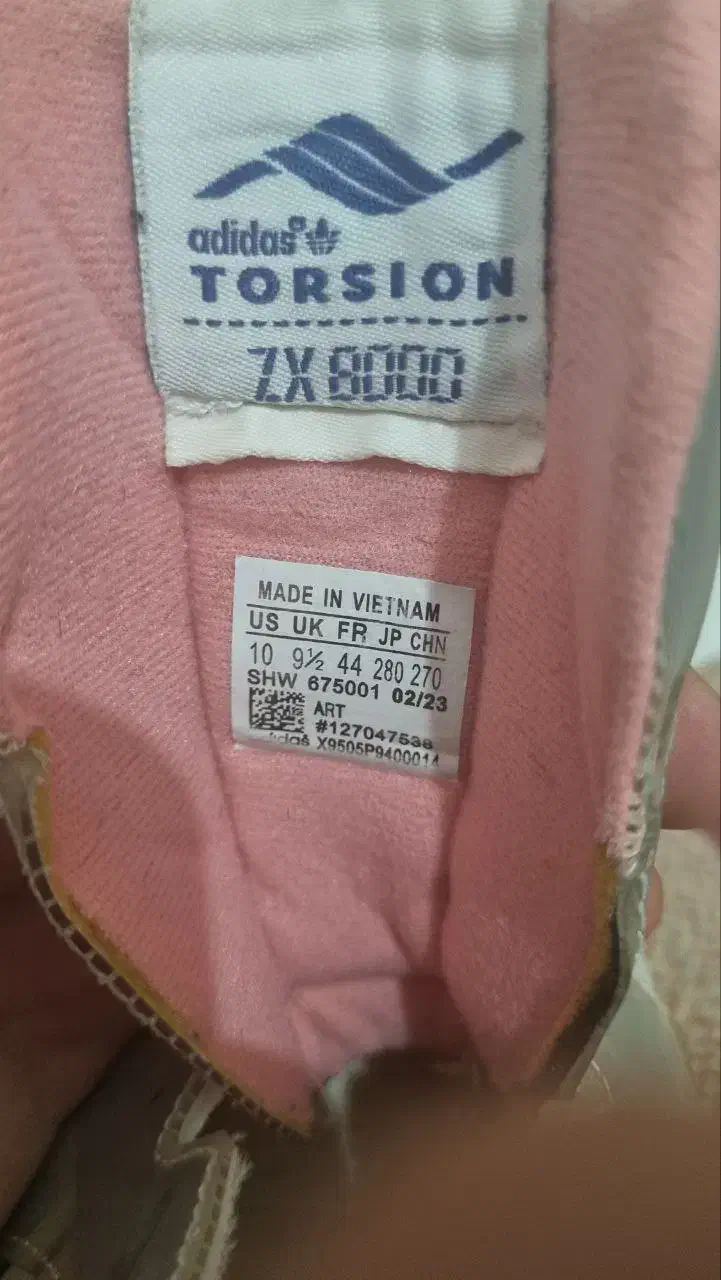 adidas
TORSION
ZX 8000
MADE IN VIETNAM
US UK FR JP CHN
10 9½ 44 280 270
SHW 675001 02/23
ART
#127047538
adidas X9505P9400014